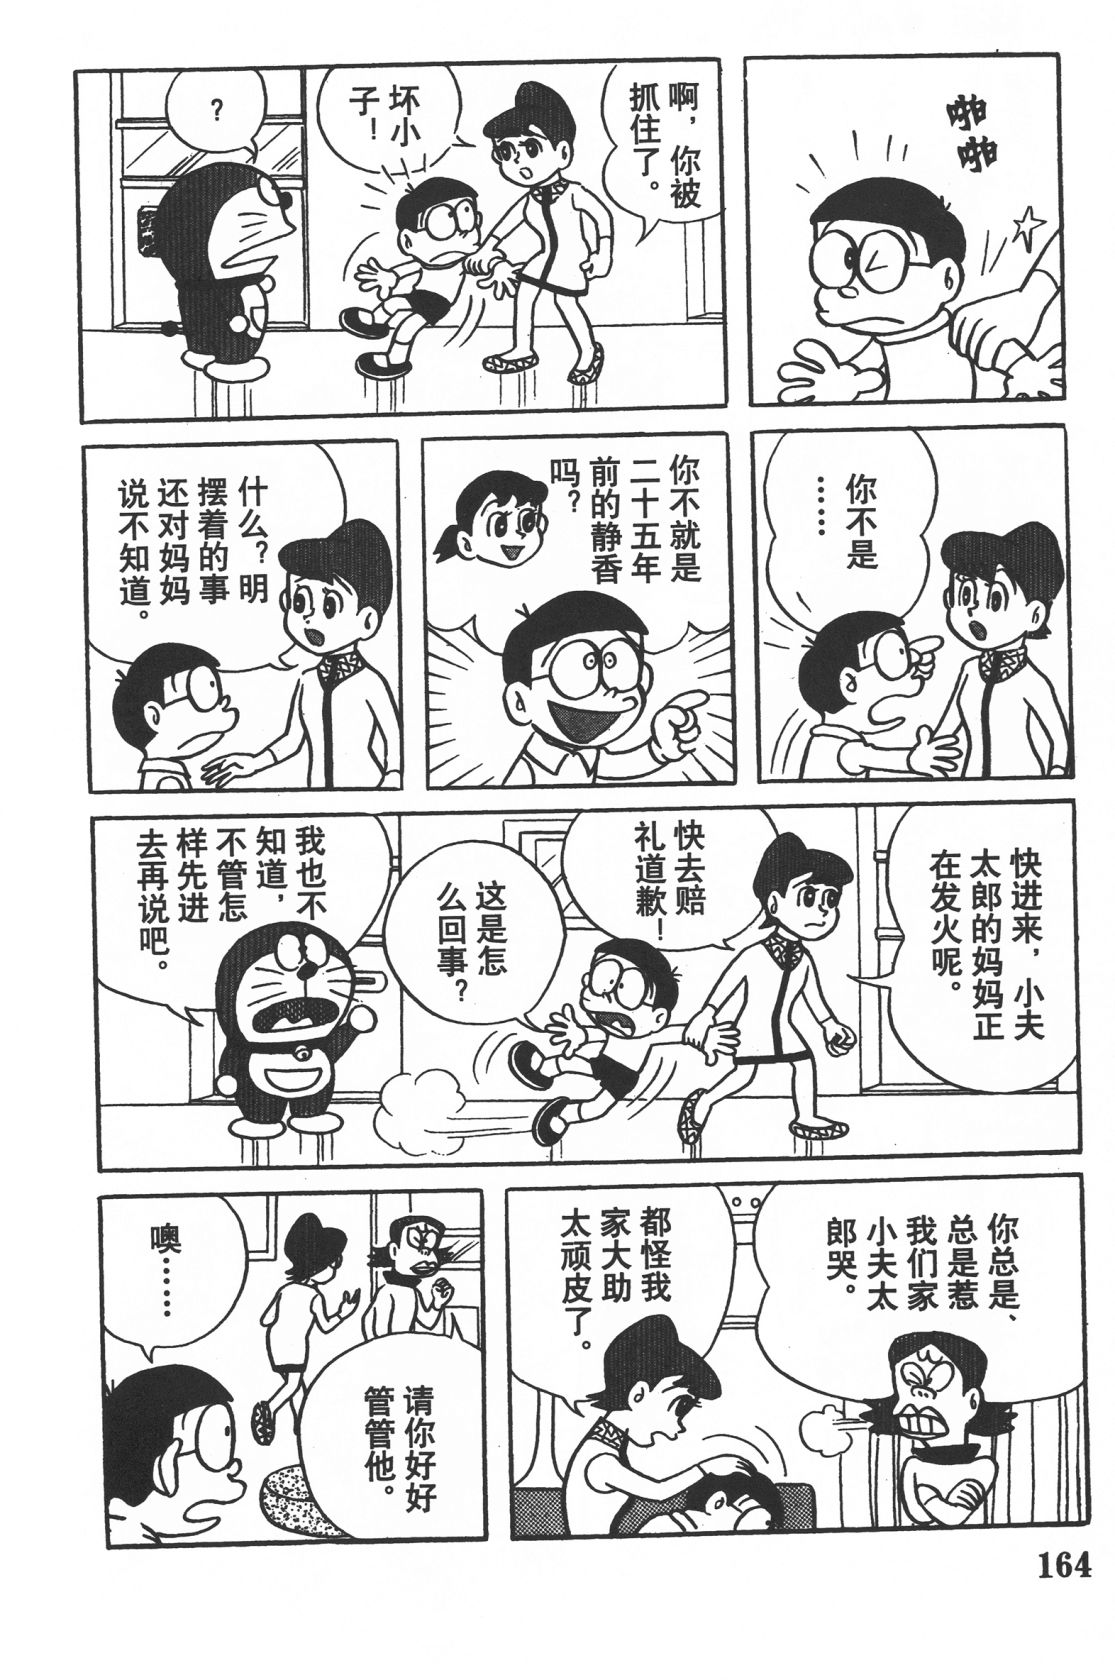 啪
啪
啊，你被
抓住了。
坏小
子！
？
你不是
……
你不就是
二十五年
前的静香
吗？
什么？明
摆着的事
还对妈妈
说不知道。
快进来，小夫
太郎的妈妈正
在发火呢。
快去赔
礼道歉！
这是怎
么回事？
我也不
知道，
不管怎
样先进
去再说吧。
你总是、
总是惹
我们家
小夫太
郎哭。
都怪我
家大助
太顽皮了。
请你好好
管管他。
噢……
164